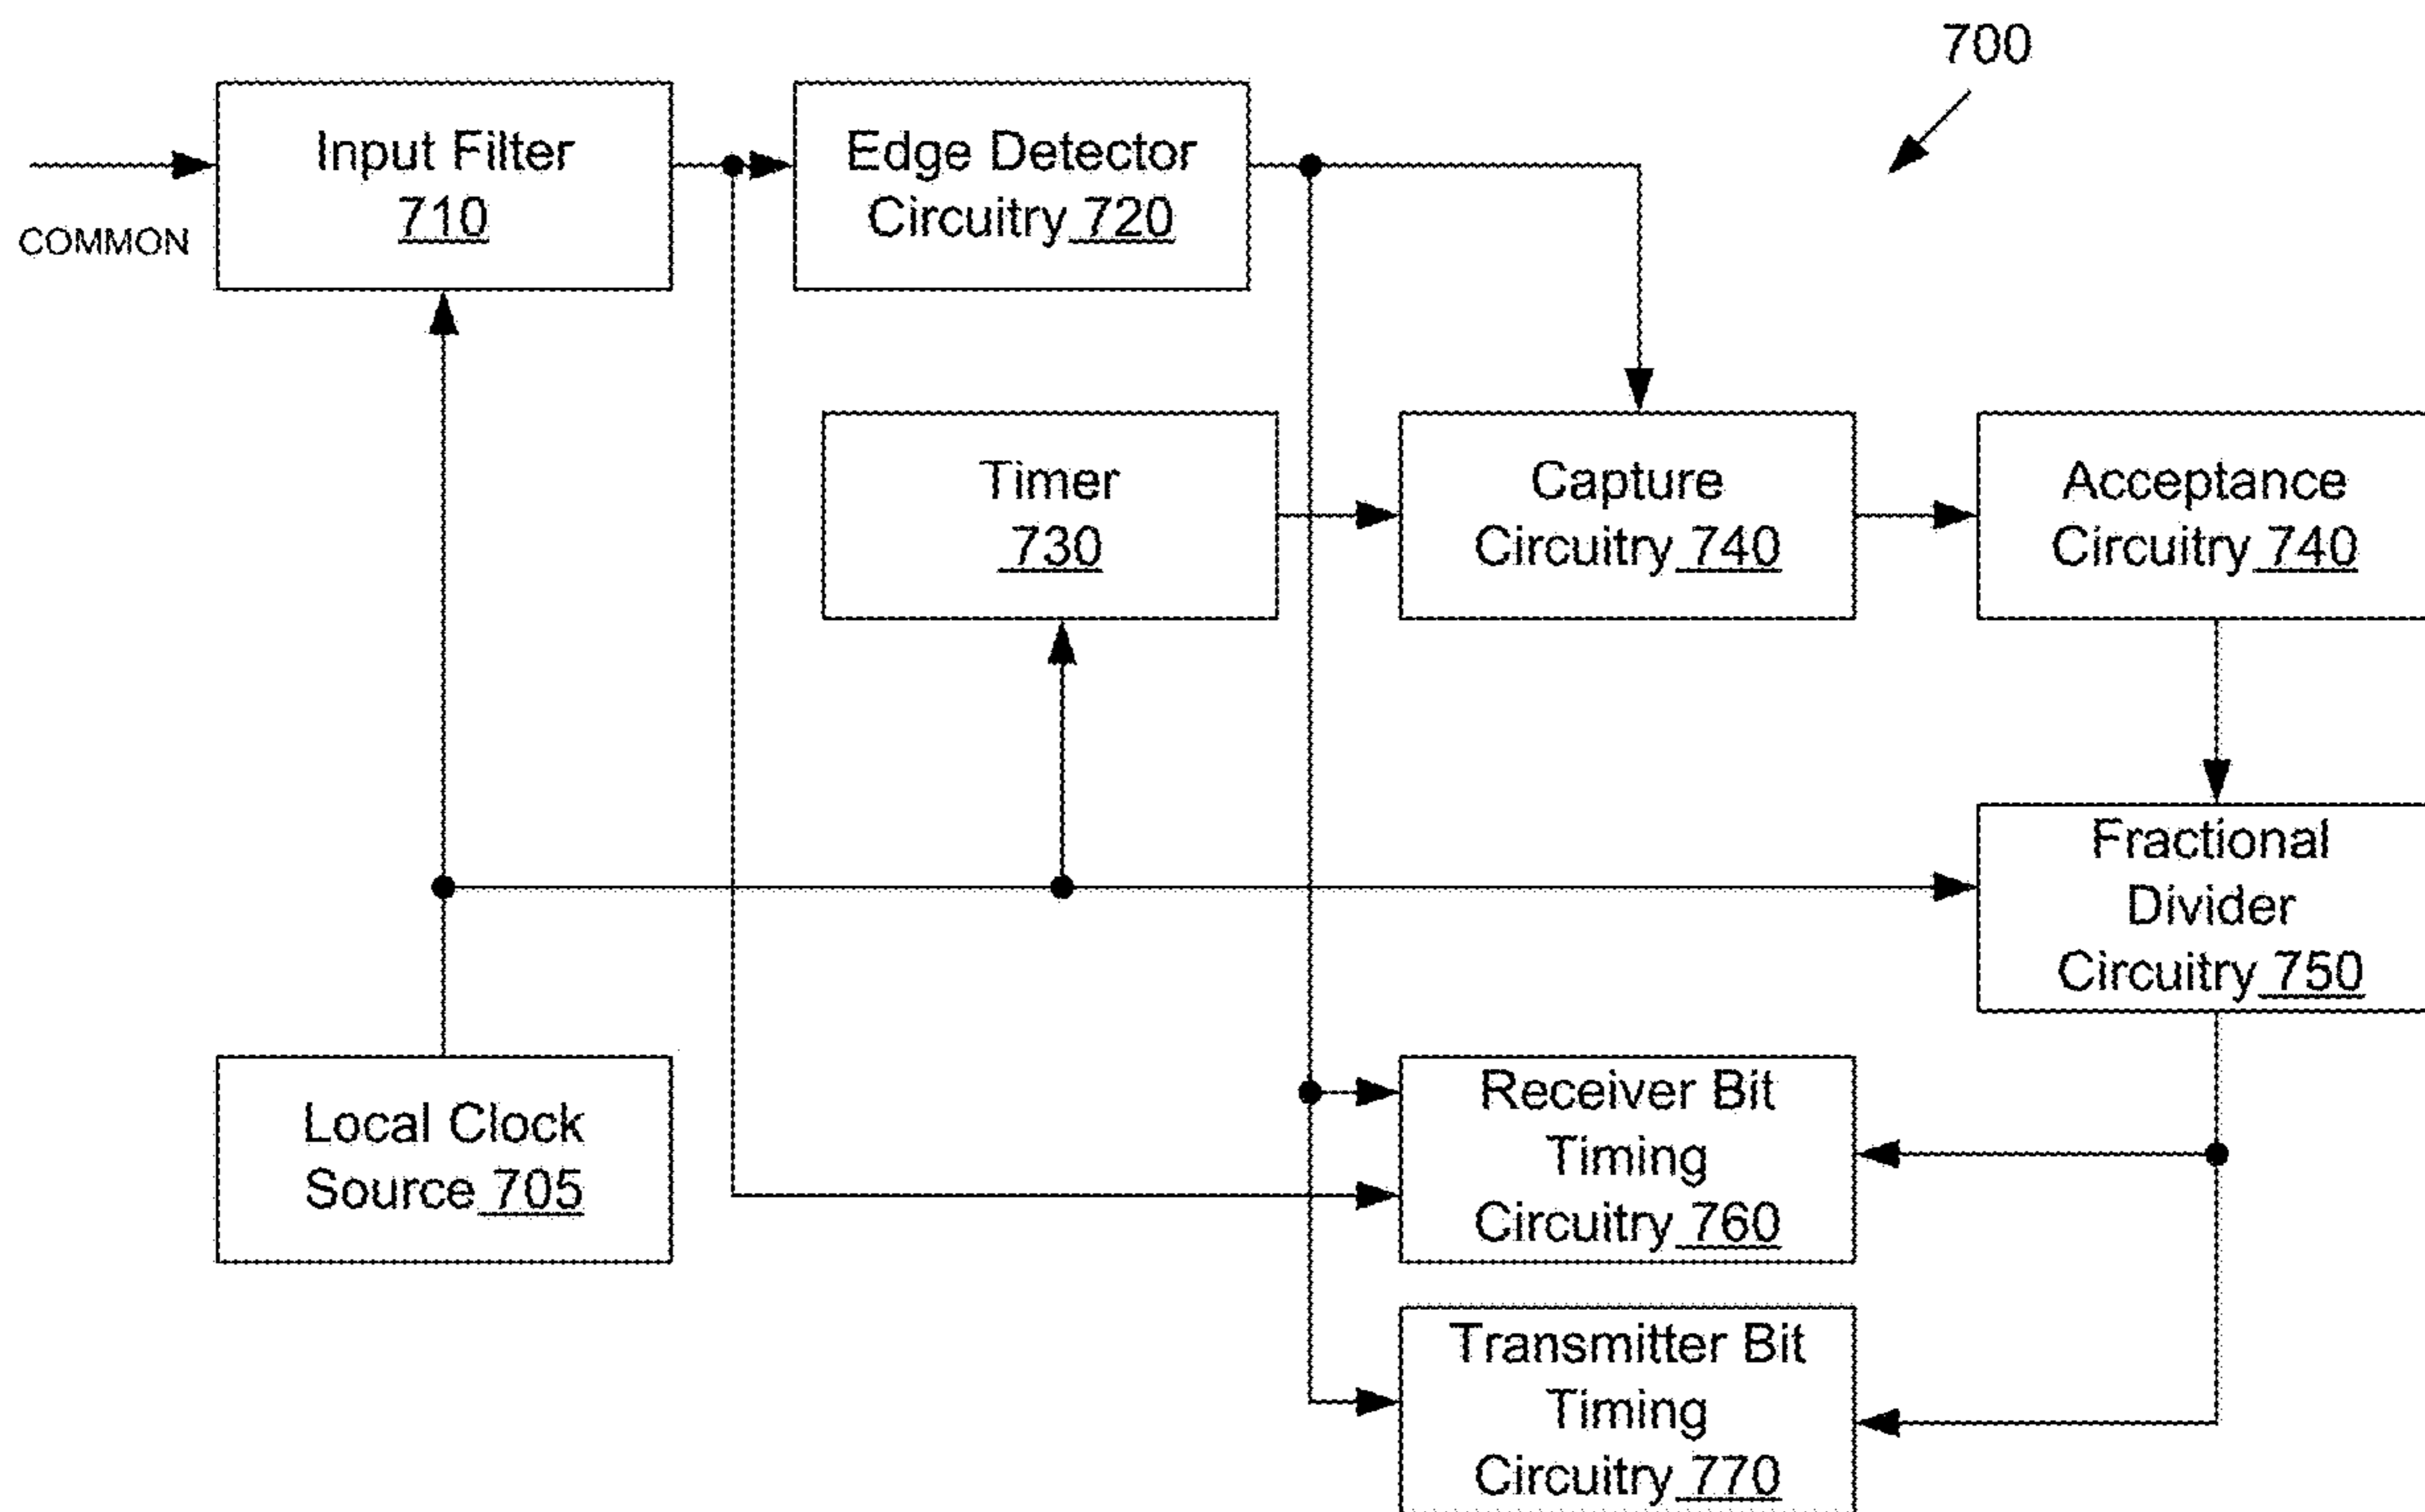 700
Input Filter
710
Edge Detector
Circuitry 720
COMMON
Timer
730
Capture
Circuitry 740
Acceptance
Circuitry 740
Fractional
Divider
Circuitry 750
Local Clock
Source 705
Receiver Bit
Timing
Circuitry 760
Transmitter Bit
Timing
Circuitry 770